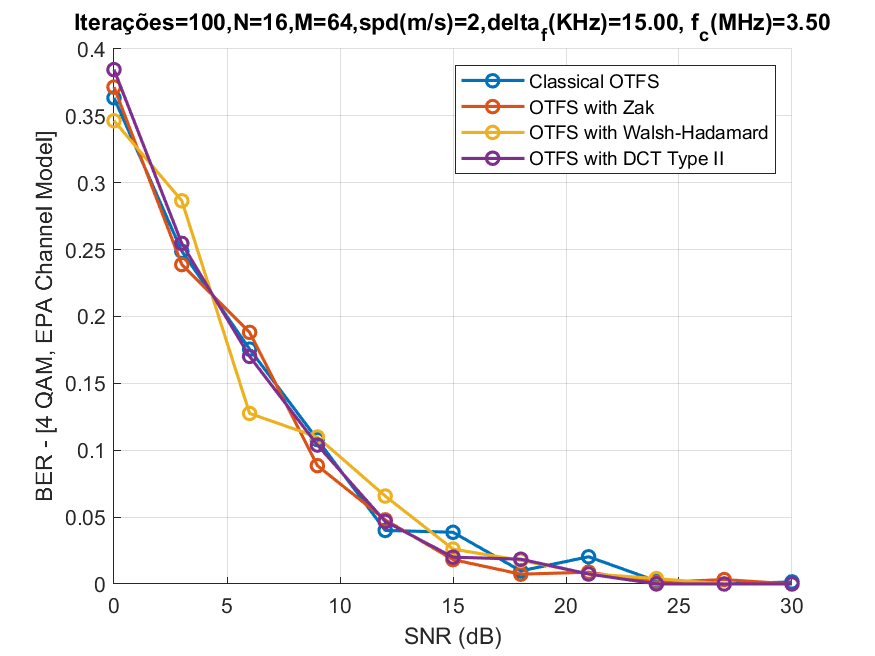 Iterações=100,N=16,M=64,spd(m/s)=2,delta_f(KHz)=15.00, f_c(MHz)=3.50
0.4
0.35
0.3
0.25
0.2
0.15
0.1
0.05
0
BER - [4 QAM, EPA Channel Model]
Classical OTFS
OTFS with Zak
OTFS with Walsh-Hadamard
OTFS with DCT Type II
0 5 10 15 20 25 30
SNR (dB)